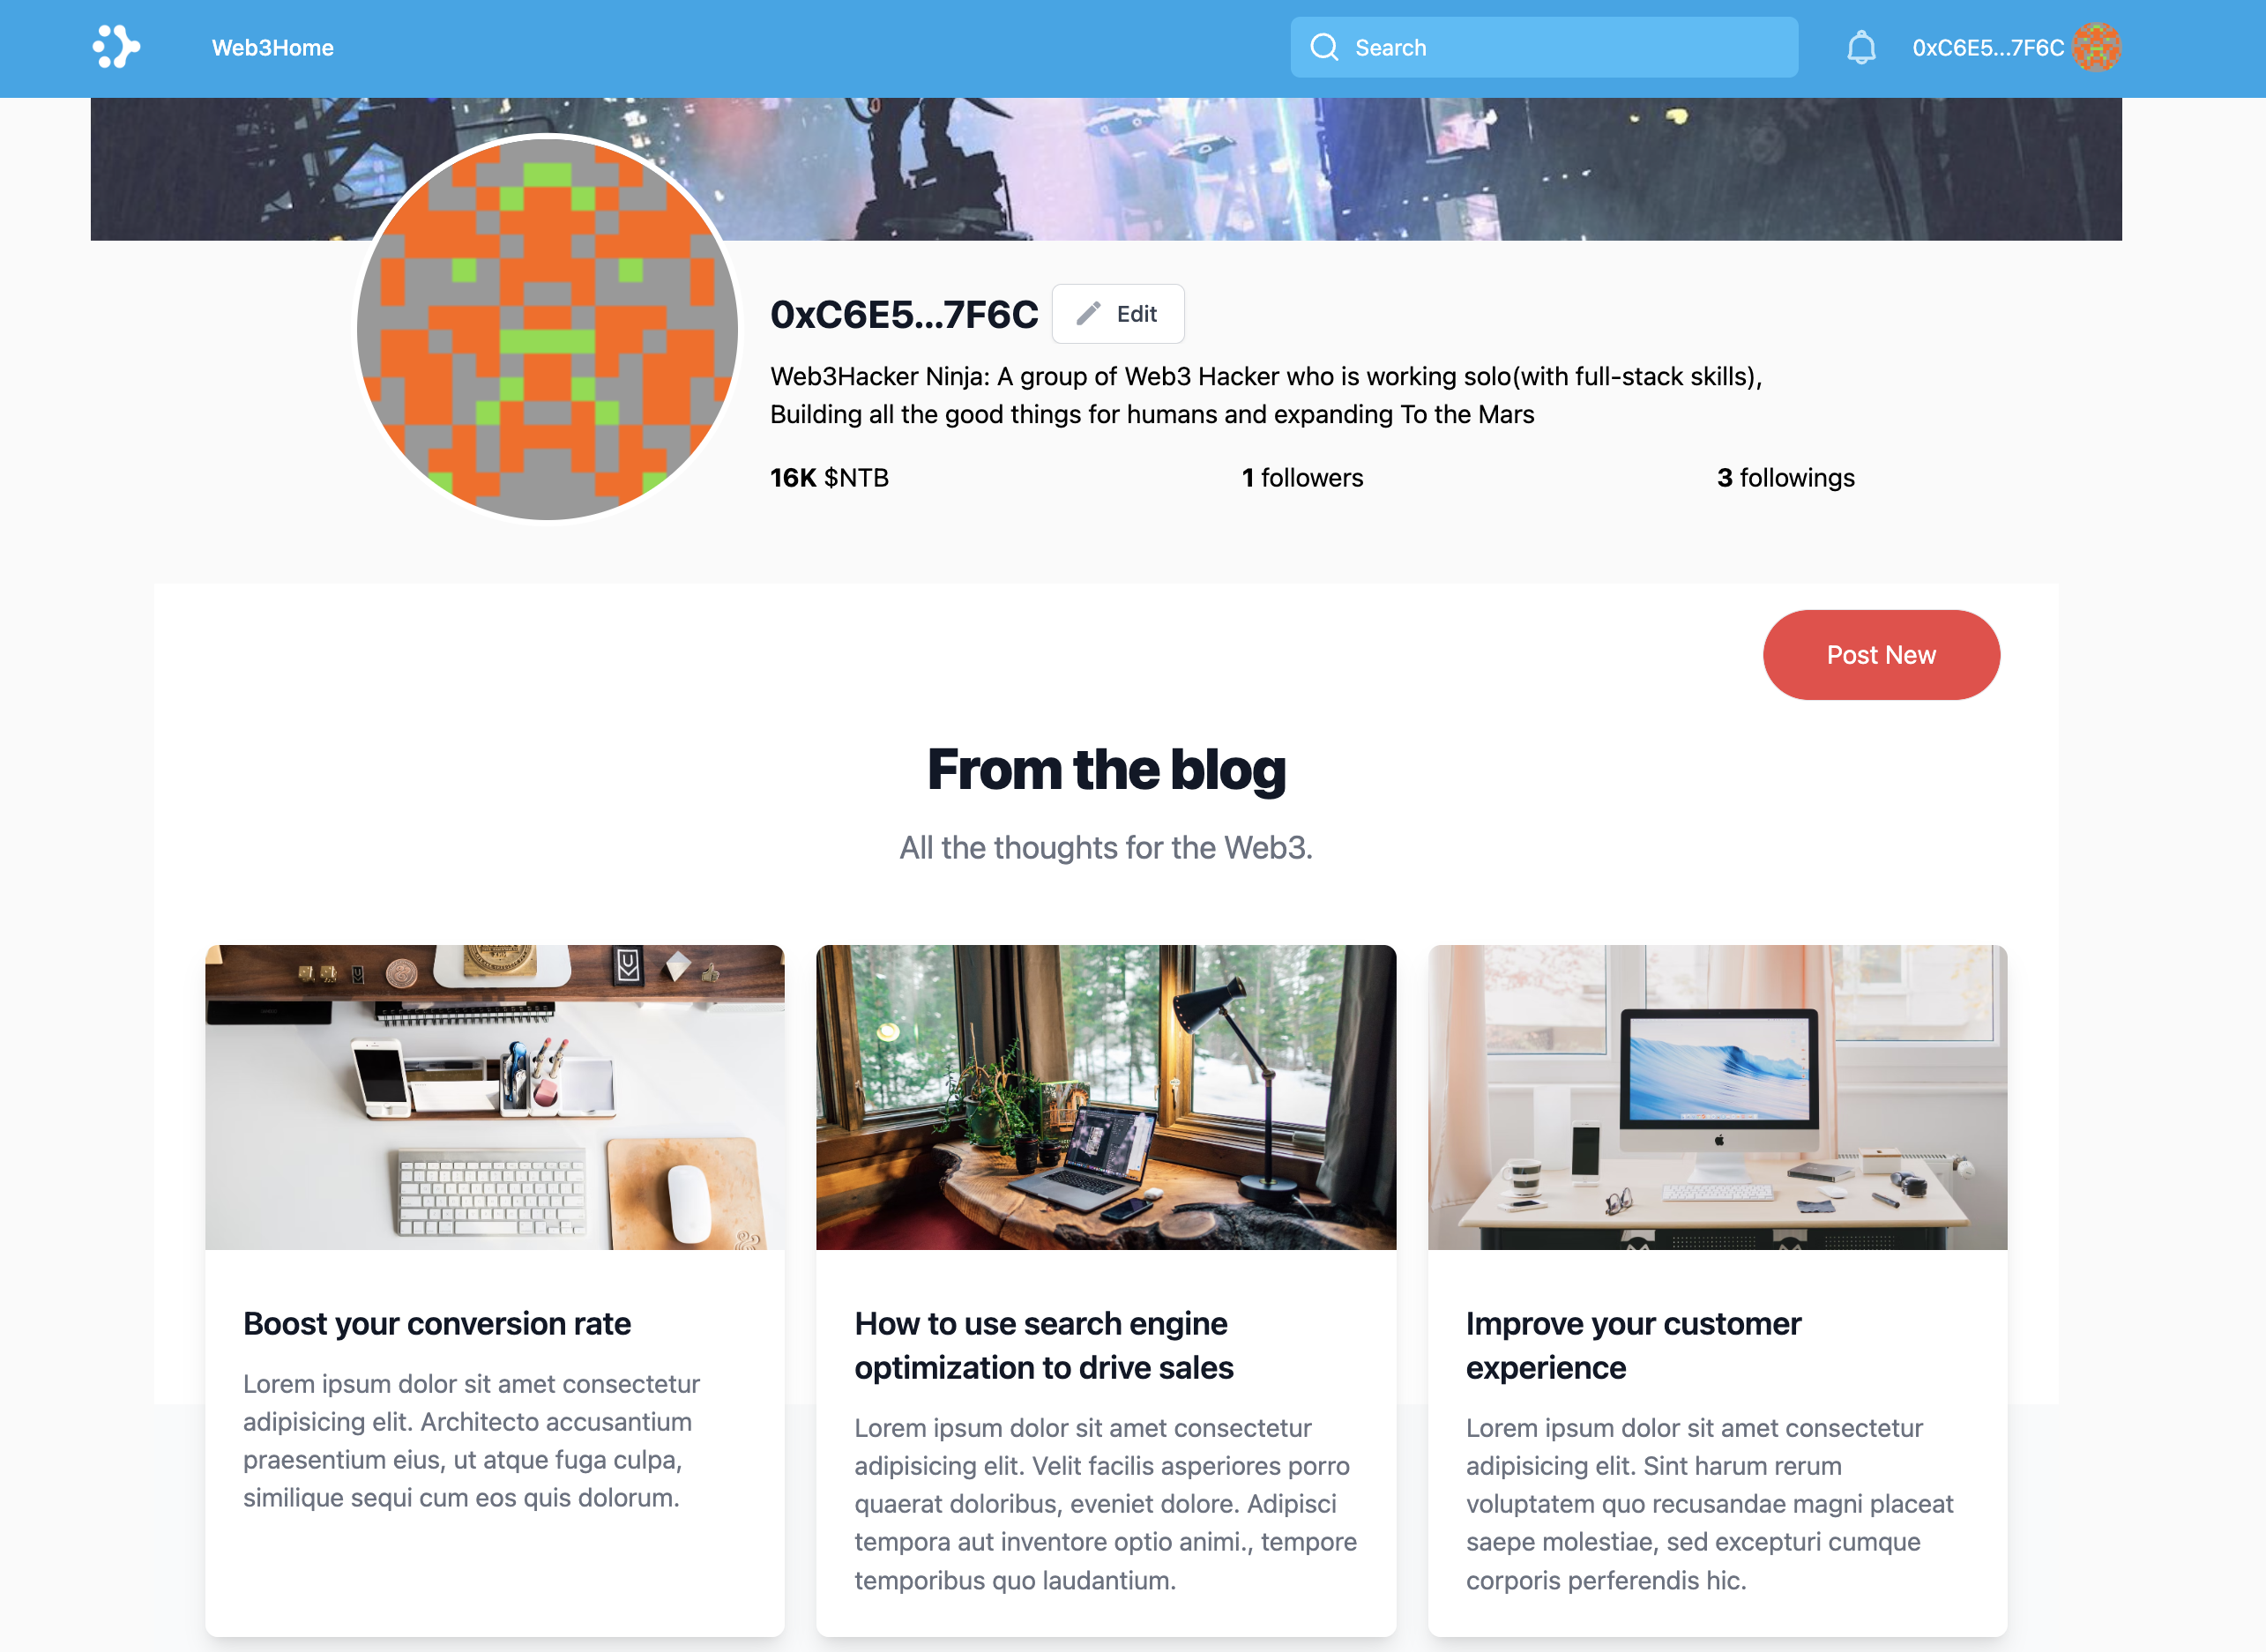 Web3Home
Search
0xC6E5...7F6C
0xC6E5...7F6C
Edit
Web3Hacker Ninja: A group of Web3 Hacker who is working solo(with full-stack skills),
Building all the good things for humans and expanding To the Mars
16K $NTB
1 followers
3 followings
Post New
From the blog
All the thoughts for the Web3.
Boost your conversion rate
Lorem ipsum dolor sit amet consectetur
adipisicing elit. Architecto accusantium
praesentium eius, ut atque fuga culpa,
similique sequi cum eos quis dolorum.
How to use search engine
optimization to drive sales
Lorem ipsum dolor sit amet consectetur
adipisicing elit. Velit facilis asperiores porro
quaerat doloribus, eveniet dolore. Adipisci
tempora aut inventore optio animi., tempore
temporibus quo laudantium.
Improve your customer
experience
Lorem ipsum dolor sit amet consectetur
adipisicing elit. Sint harum rerum
voluptatem quo recusandae magni placeat
saepe molestiae, sed excepturi cumque
corporis perferendis hic.